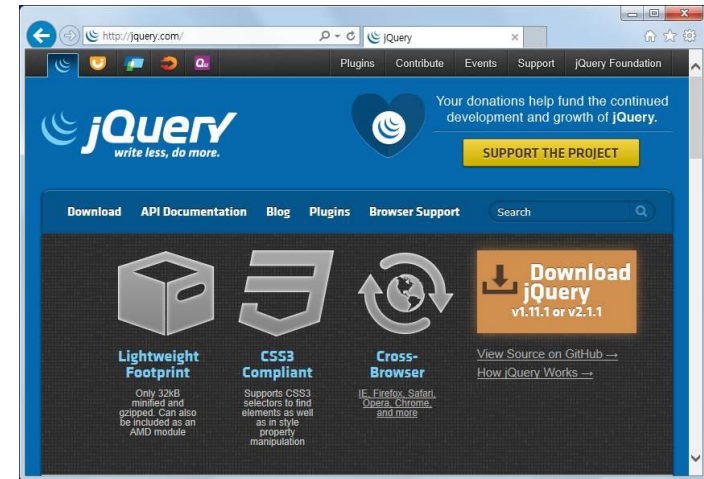 http://jquery.com/
jQuery
Plugins Contribute Events Support jQuery Foundation
jQuery
write less, do more.
Your donations help fund the continued
development and growth of jQuery.
SUPPORT THE PROJECT
Download API Documentation Blog Plugins Browser Support Search
Lightweight
Footprint
Only 32kB
minified and
gzipped. Can also
be included as an
AMD module
CSS3
Compliant
Supports CSS3
selectors to find
elements as well
as in style
property
manipulation
Cross-
Browser
IE, Firefox, Safari,
Opera, Chrome,
and more
Download
jQuery
v1.11.1 or v2.1.1
View Source on GitHub →
How jQuery Works →